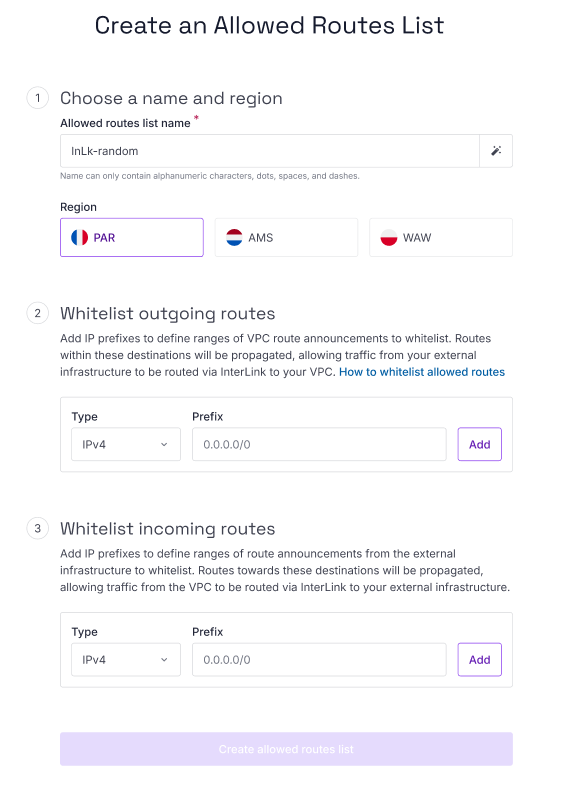 Create an Allowed Routes List
1
Choose a name and region
Allowed routes list name *
InLk-random
Name can only contain alphanumeric characters, dots, spaces, and dashes.
Region
PAR
AMS
WAW
2
Whitelist outgoing routes
Add IP prefixes to define ranges of VPC route announcements to whitelist. Routes
within these destinations will be propagated, allowing traffic from your external
infrastructure to be routed via InterLink to your VPC. How to whitelist allowed routes
Type
Prefix
IPv4
0.0.0.0/0
Add
3
Whitelist incoming routes
Add IP prefixes to define ranges of route announcements from the external
infrastructure to whitelist. Routes towards these destinations will be propagated,
allowing traffic from the VPC to be routed via InterLink to your external infrastructure.
Type
Prefix
IPv4
0.0.0.0/0
Add
Create allowed routes list